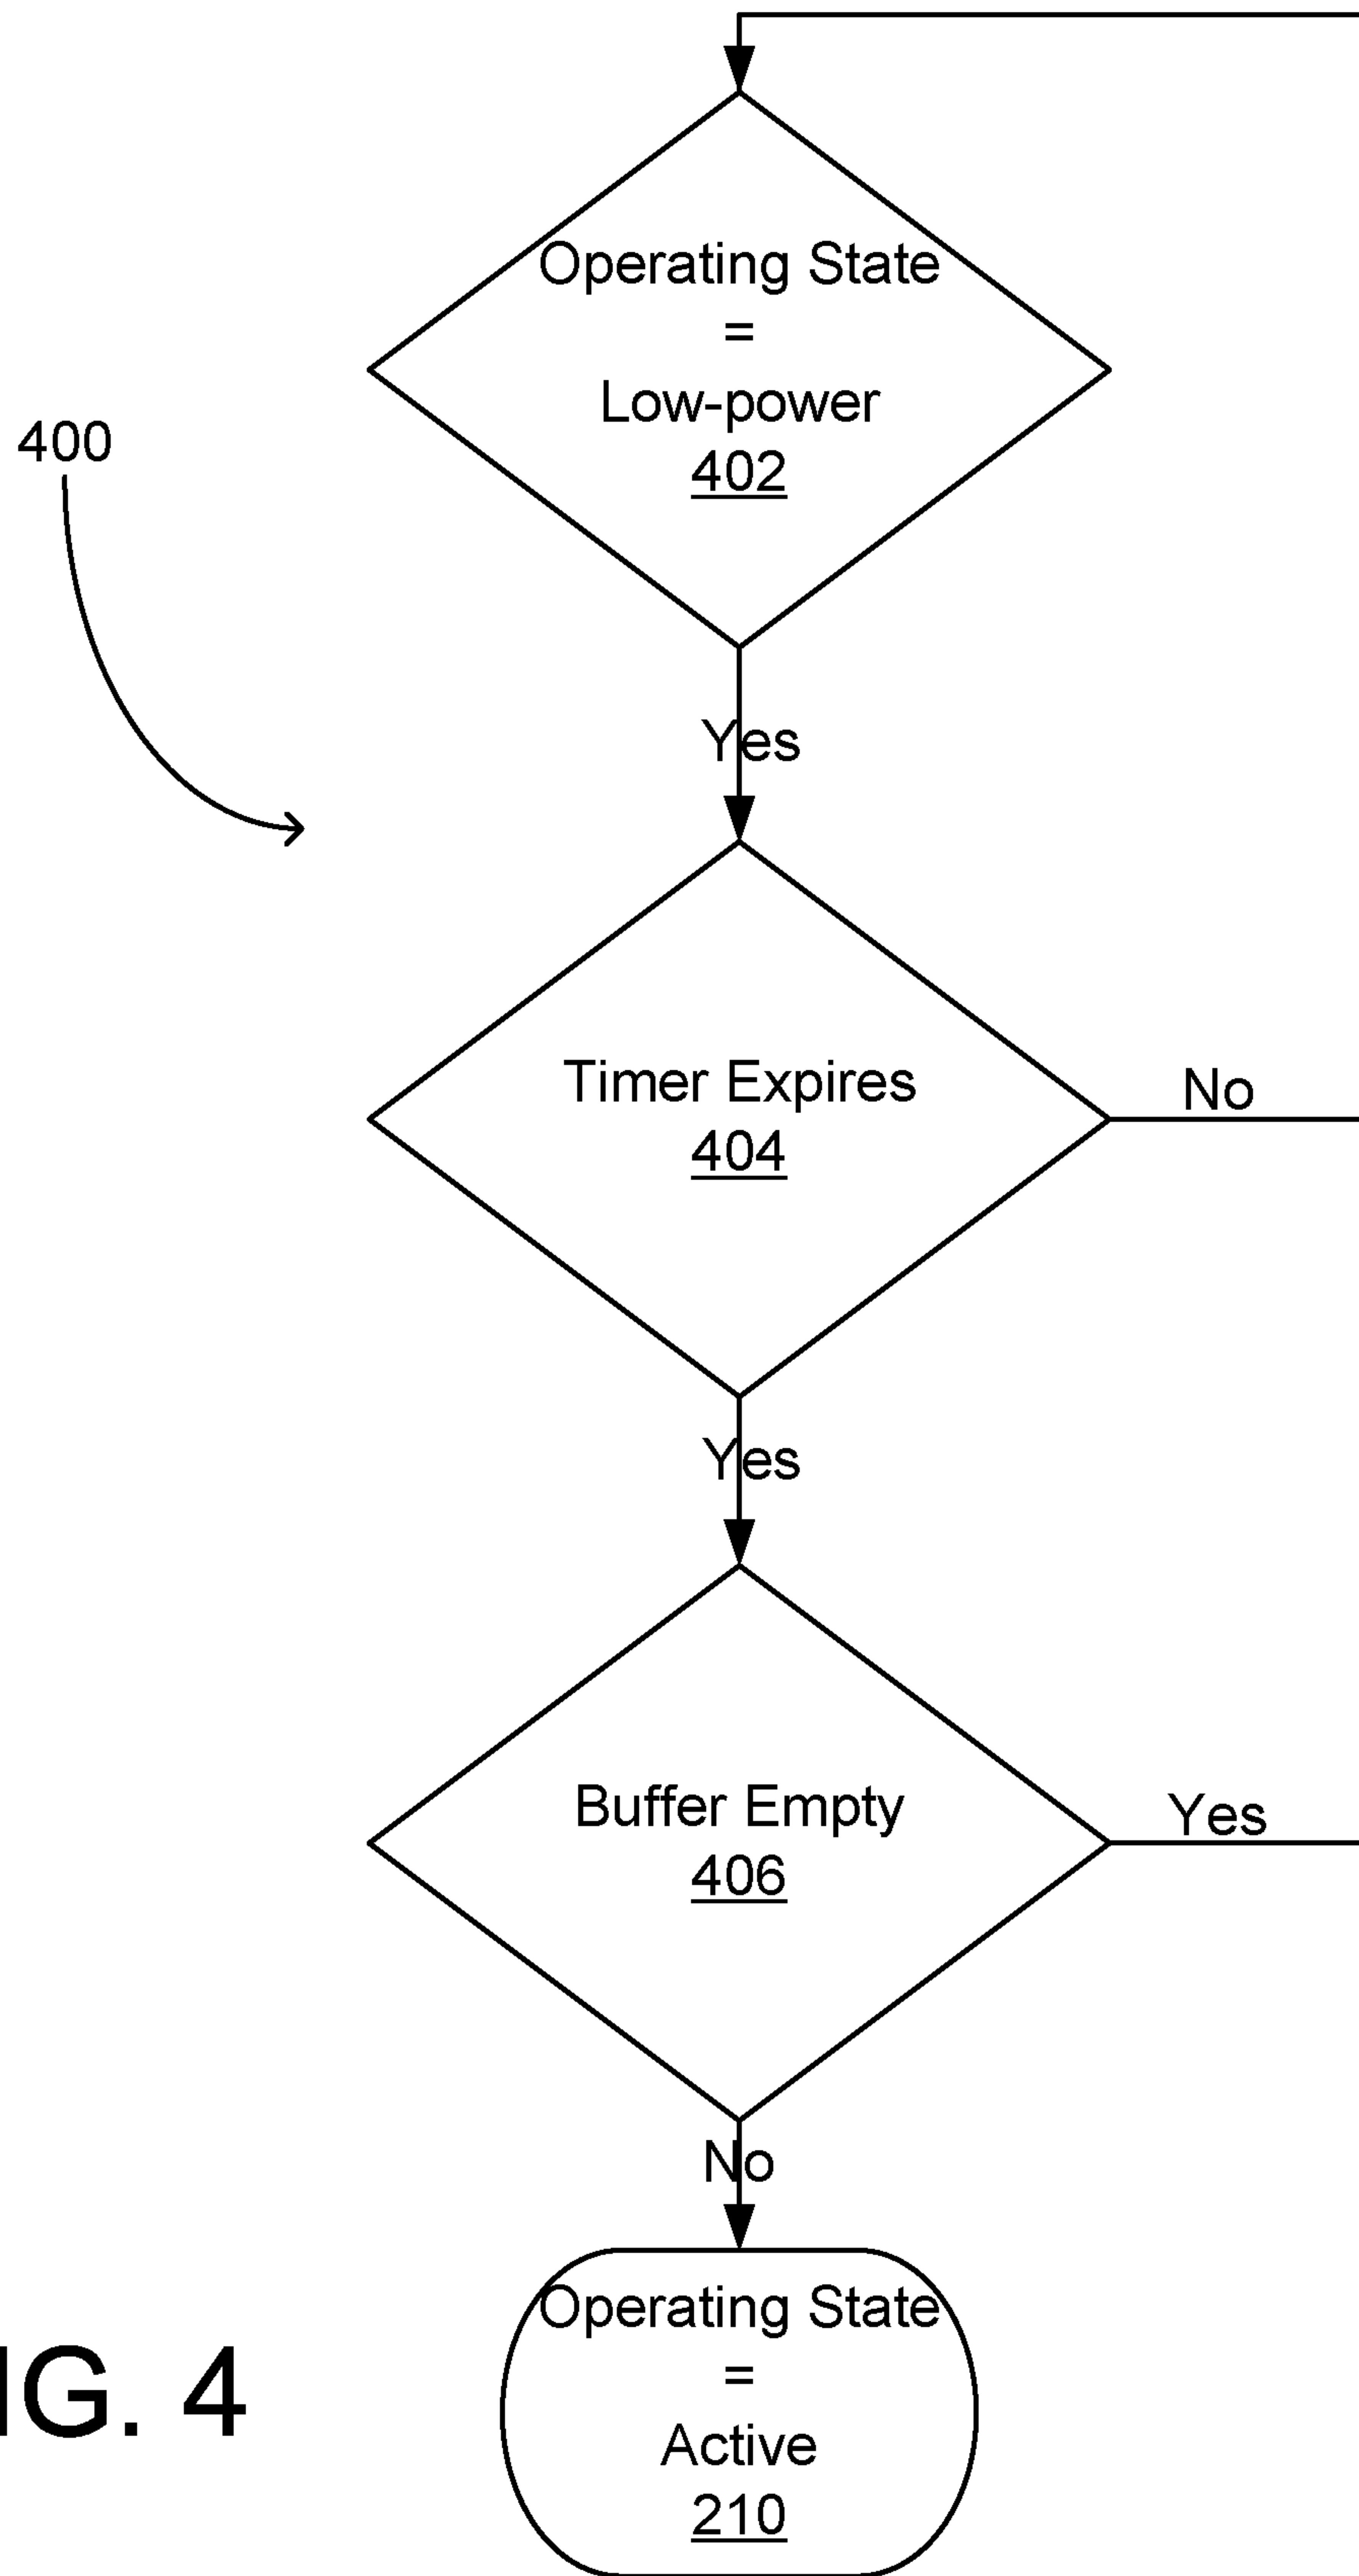 Operating State
=
Low-power
402
400
Yes
Timer Expires
404
No
Yes
Buffer Empty
406
Yes
No
Operating State
=
Active
210
IG. 4